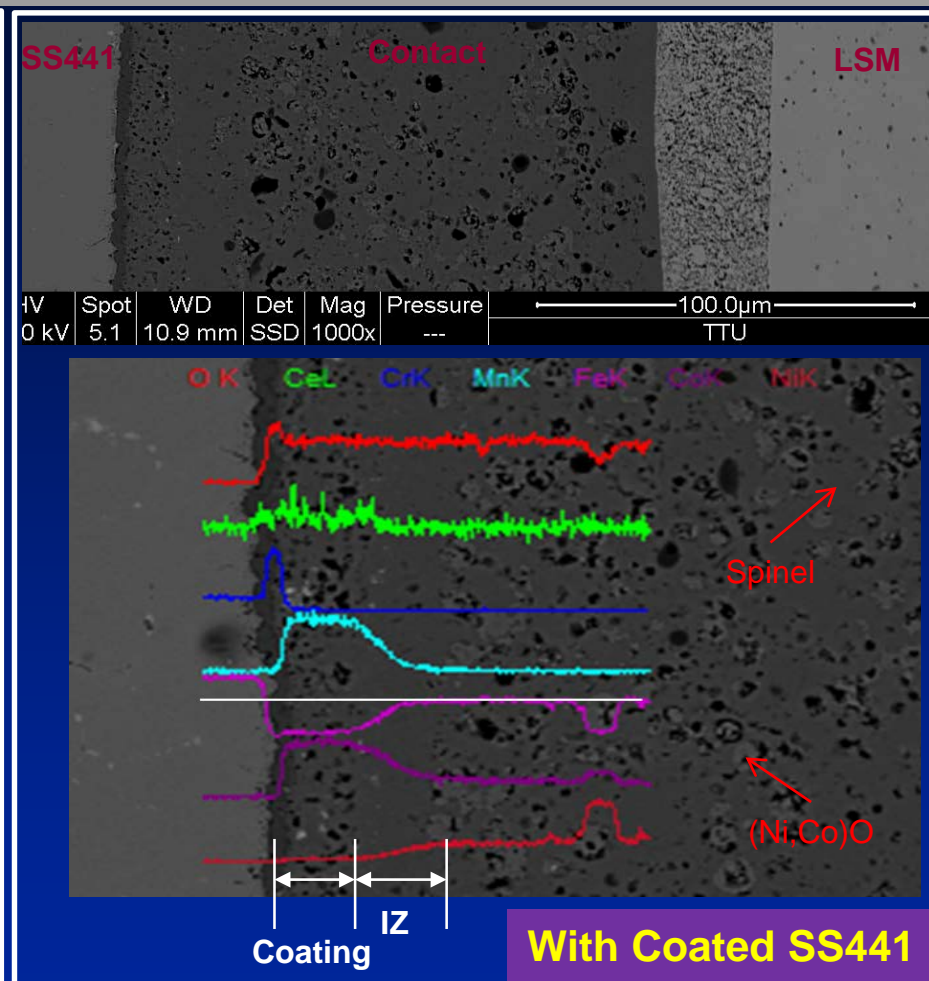 SS441 Contact LSM
HV Spot WD Det Mag Pressure 100.0µm
0 kV 5.1 10.9 mm SSD 1000x --- TTU
O K CeL CrK MnK FeK CoK NiK
Spinel
(Ni,Co)O
IZ
Coating
With Coated SS441